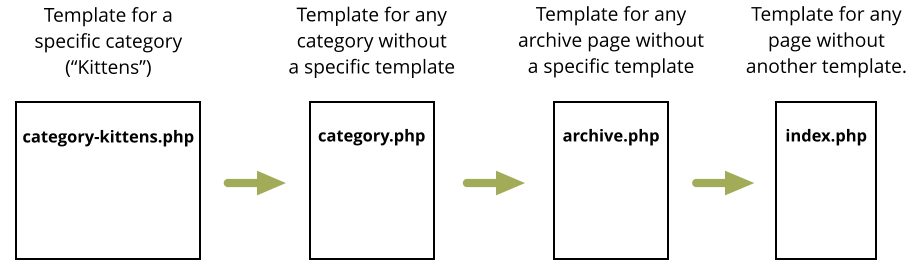 Template for a
specific category
(“Kittens”)
Template for any
category without
a specific template
Template for any
archive page without
a specific template
Template for any
page without
another template.
category-kittens.php
category.php
archive.php
index.php